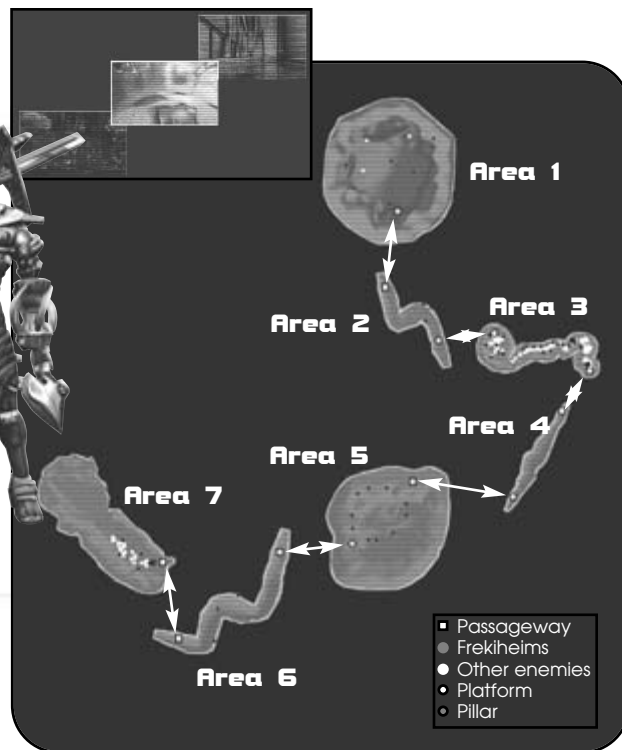 Area 1
Area 2
Area 3
Area 4
Area 5
Area 6
Area 7
Passageway
Frekiheims
Other enemies
Platform
Pillar